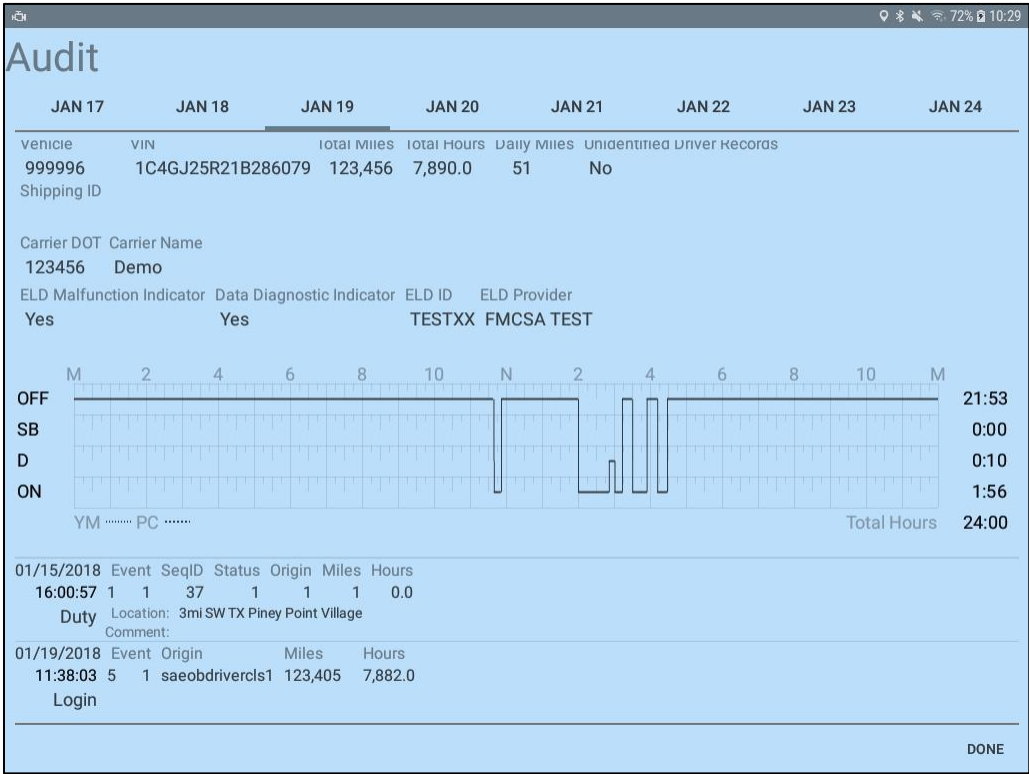 72% 10:29
Audit
JAN 17 JAN 18 JAN 19 JAN 20 JAN 21 JAN 22 JAN 23 JAN 24
Vehicle VIN Total Miles Total Hours Daily Miles Unidentified Driver Records
999996 1C4GJ25R21B286079 123,456 7,890.0 51 No
Shipping ID
Carrier DOT Carrier Name
123456 Demo
ELD Malfunction Indicator Data Diagnostic Indicator ELD ID ELD Provider
Yes Yes TESTXX FMCSA TEST
M 2 4 6 8 10 N 2 4 6 8 10 M
OFF 21:53
SB 0:00
D 0:10
ON 1:56
YM PC Total Hours 24:00
01/15/2018 Event SeqID Status Origin Miles Hours
16:00:57 1 1 37 1 1 1 0.0
Duty Location: 3mi SW TX Piney Point Village
Comment:
01/19/2018 Event Origin Miles Hours
11:38:03 5 1 saeobdrivercls1 123,405 7,882.0
Login
DONE